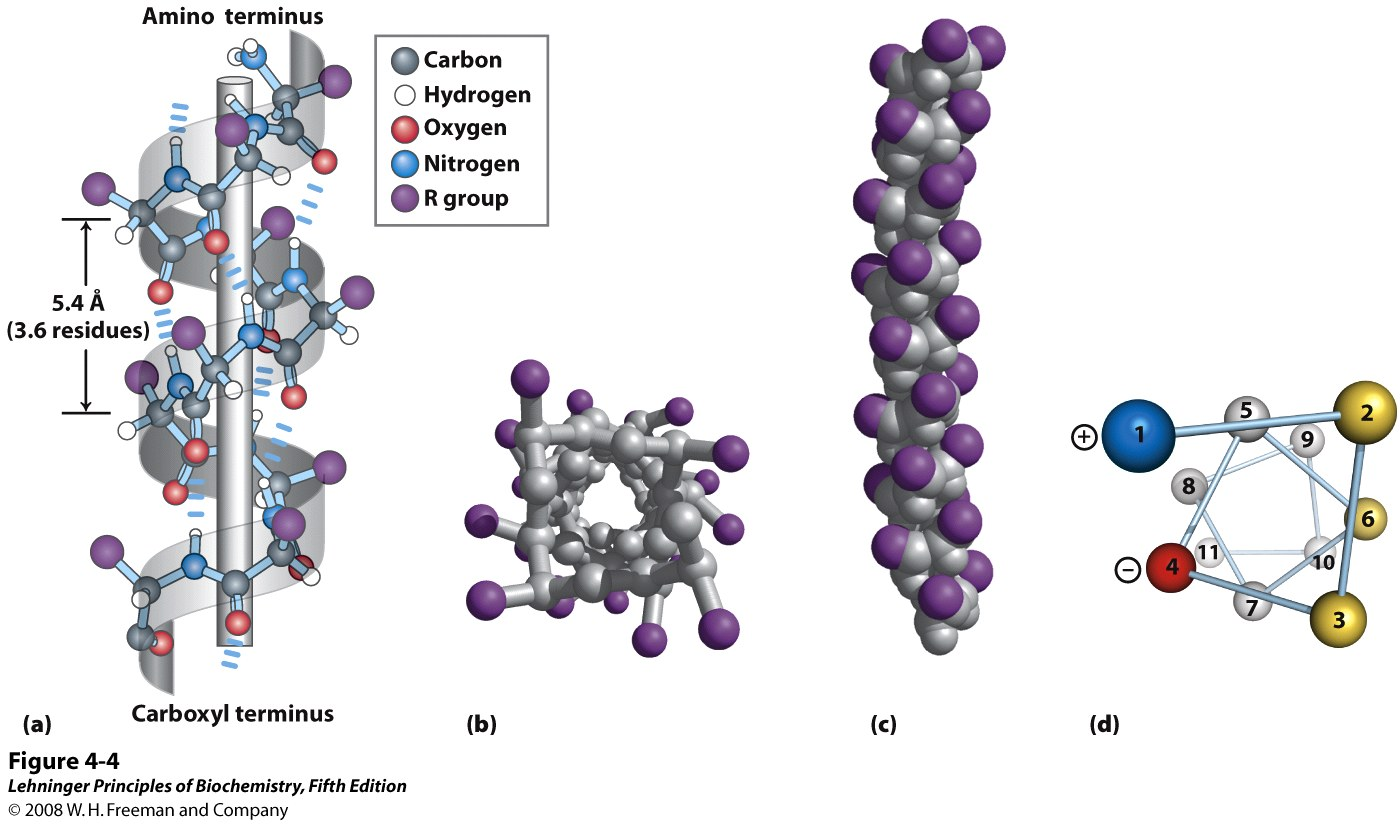 Amino terminus
Carbon
Hydrogen
Oxygen
Nitrogen
R group
5.4 Å
(3.6 residues)
Carboxyl terminus
+
1
5
2
9
8
6
−
4
11
10
7
3
(a)
(b)
(c)
(d)
Figure 4-4
Lehninger Principles of Biochemistry, Fifth Edition
© 2008 W. H. Freeman and Company